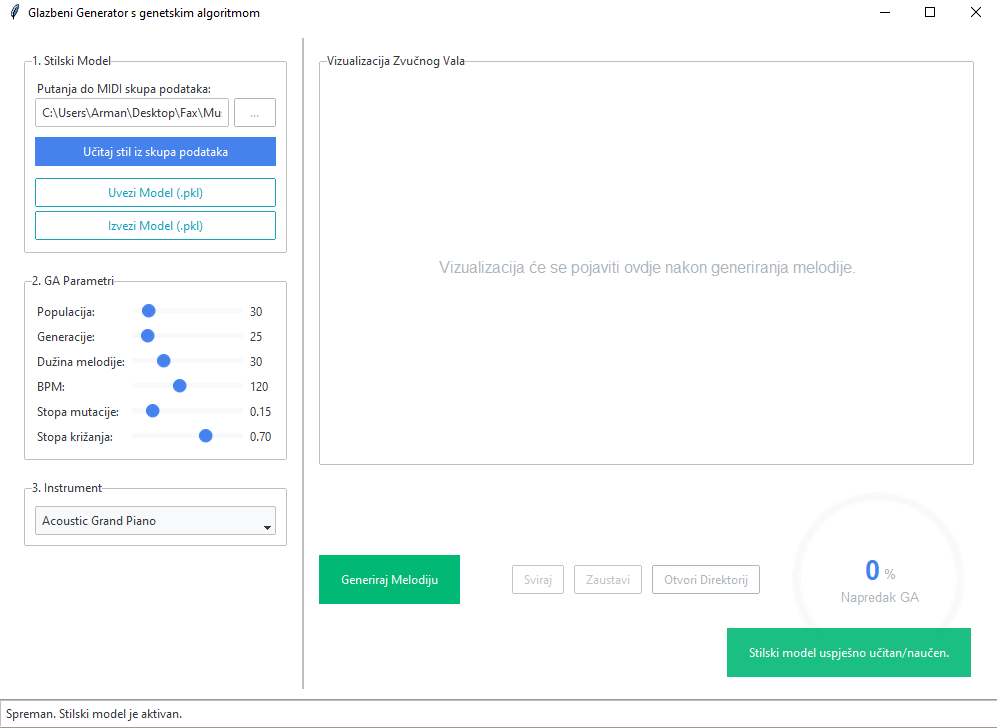 Glazbeni Generator s genetskim algoritmom
1. Stilski Model
Putanja do MIDI skupa podataka:
C:\Users\Arman\Desktop\Fax\Mu
...
Učitaj stil iz skupa podataka
Uvezi Model (.pkl)
Izvezi Model (.pkl)
2. GA Parametri
Populacija: 30
Generacije: 25
Dužina melodije: 30
BPM: 120
Stopa mutacije: 0.15
Stopa križanja: 0.70
3. Instrument
Acoustic Grand Piano
Vizualizacija Zvučnog Vala
Vizualizacija će se pojaviti ovdje nakon generiranja melodije.
Generiraj Melodiju
Sviraj
Zaustavi
Otvori Direktorij
0 %
Napredak GA
Stilski model uspješno učitan/naučen.
Spreman. Stilski model je aktivan.